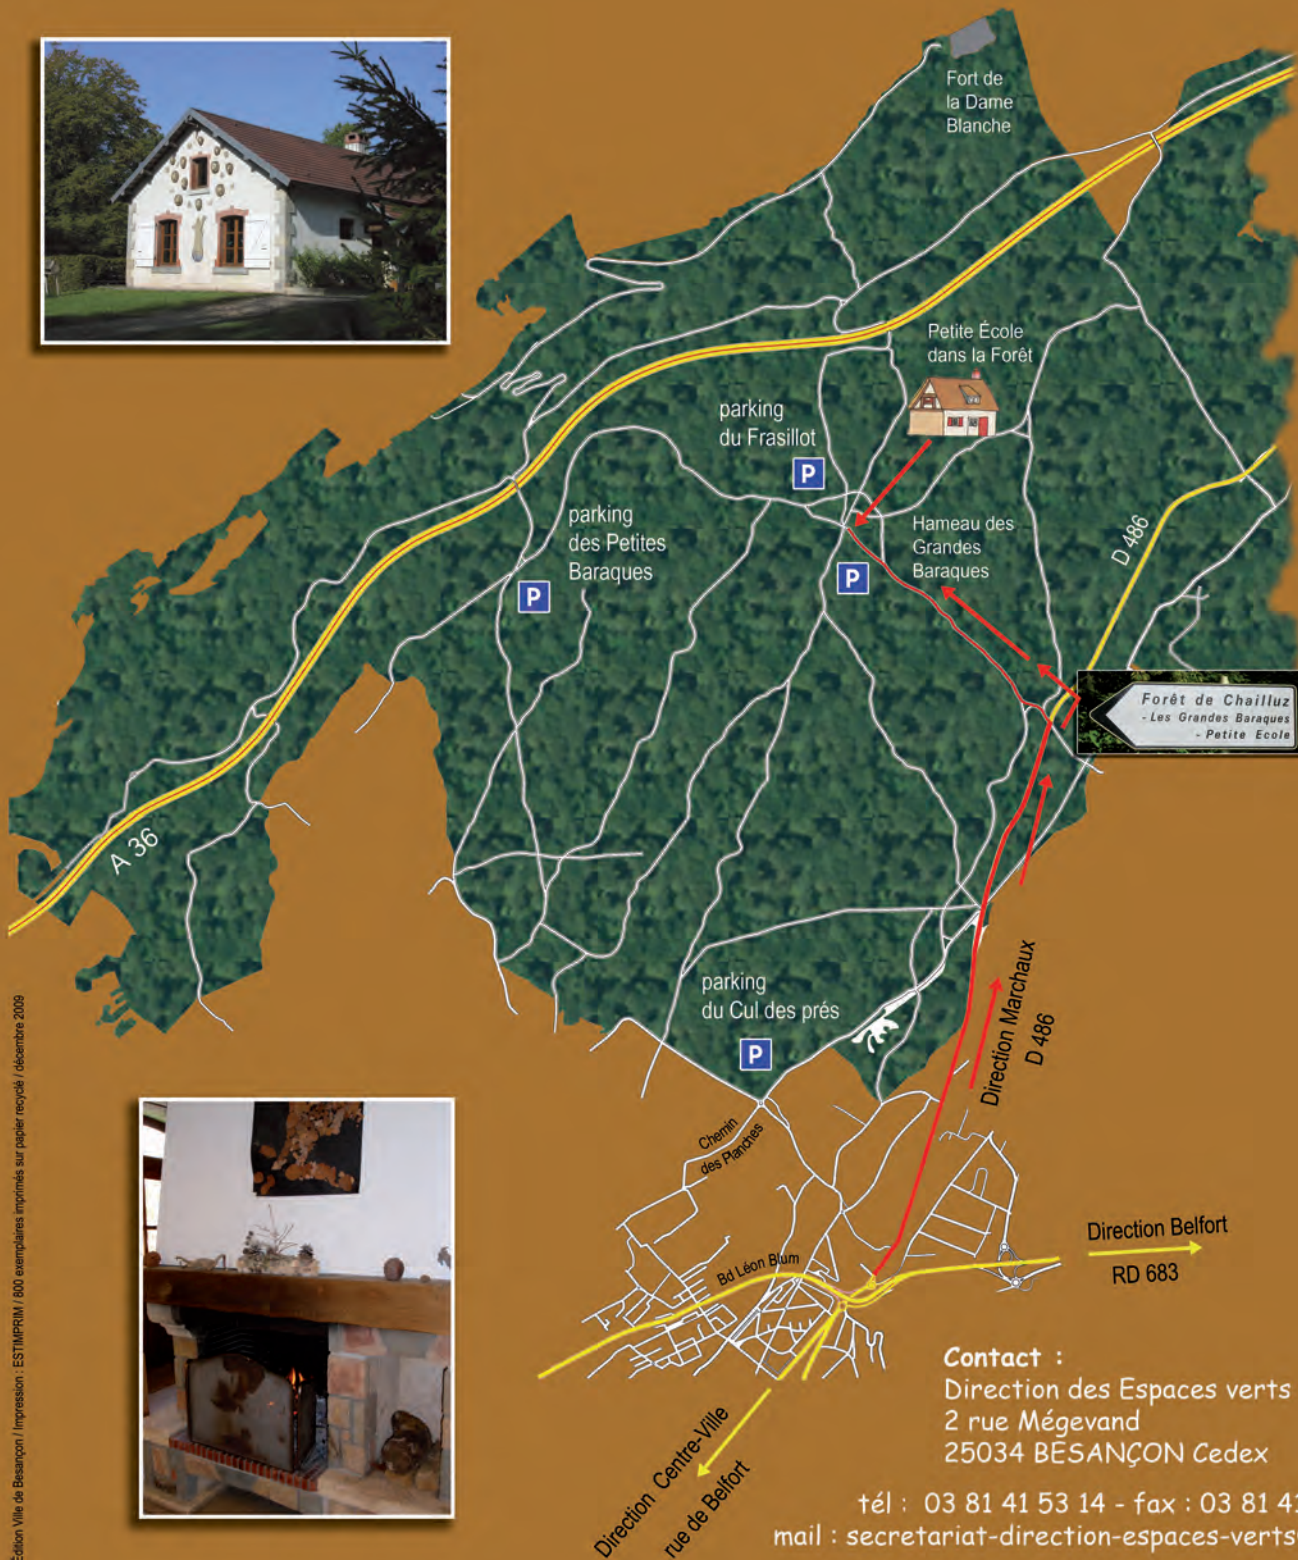 Fort de
la Dame
Blanche
Petite École
dans la Forêt
parking
du Frasillot
P
parking
des Petites
Baraques
P
Hameau des
Grandes
Baraques
P
D 486
Forêt de Chailluz
- Les Grandes Baraques
- Petite Ecole
A 36
parking
du Cul des prés
P
Direction Marchaux
D 486
Chemin
des Planches
Bd Léon Blum
Direction Belfort
RD 683
Direction Centre-Ville
rue de Belfort
Contact :
Direction des Espaces verts
2 rue Mégevand
25034 BESANÇON Cedex
tél : 03 81 41 53 14 - fax : 03 81 41
mail : secretariat-direction-espaces-verts
Edition Ville de Besançon / Impression : ESTIMPRIM / 800 exemplaires imprimés sur papier recyclé / décembre 2009